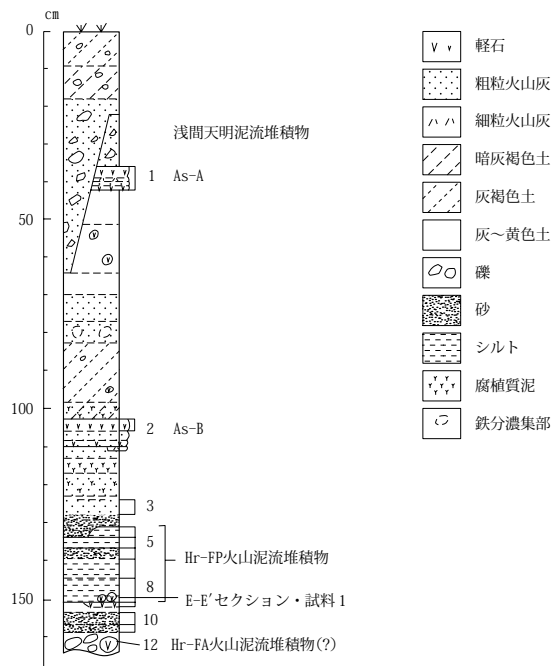 cm
0
浅間天明泥流堆積物
1 As-A
50
100
2 As-B
3
5
Hr-FP火山泥流堆積物
8
E-E′セクション・試料1
150
10
12 Hr-FA火山泥流堆積物(?)
軽石
粗粒火山灰
細粒火山灰
暗灰褐色土
灰褐色土
灰～黄色土
礫
砂
シルト
腐植質泥
鉄分濃集部